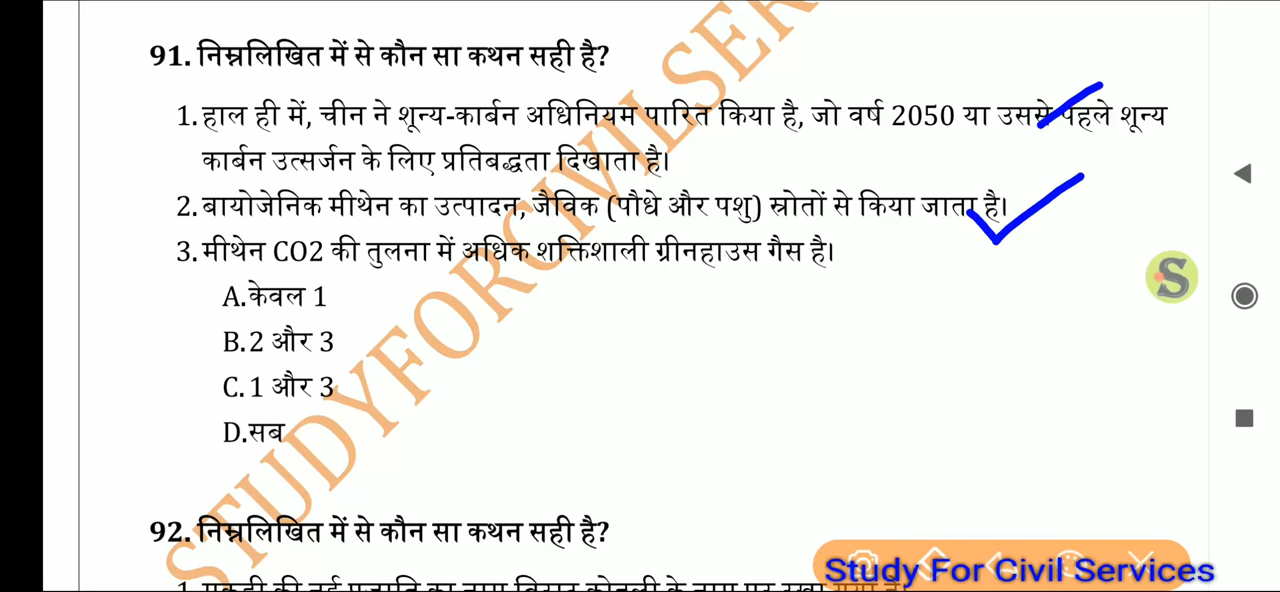 91. निम्नलिखित में से कौन सा कथन सही है?
1. हाल ही में, चीन ने शून्य-कार्बन अधिनियम पारित किया है, जो वर्ष 2050 या उससे पहले शून्य
कार्बन उत्सर्जन के लिए प्रतिबद्धता दिखाता है।
2. बायोजेनिक मीथेन का उत्पादन, जैविक (पौधे और पशु) स्रोतों से किया जाता है।
3. मीथेन CO2 की तुलना में अधिक शक्तिशाली ग्रीनहाउस गैस है।
A. केवल 1
B. 2 और 3
C. 1 और 3
D. सब
STUDYFORCIVILSER
S
92. निम्नलिखित में से कौन सा कथन सही है?
Study For Civil Services